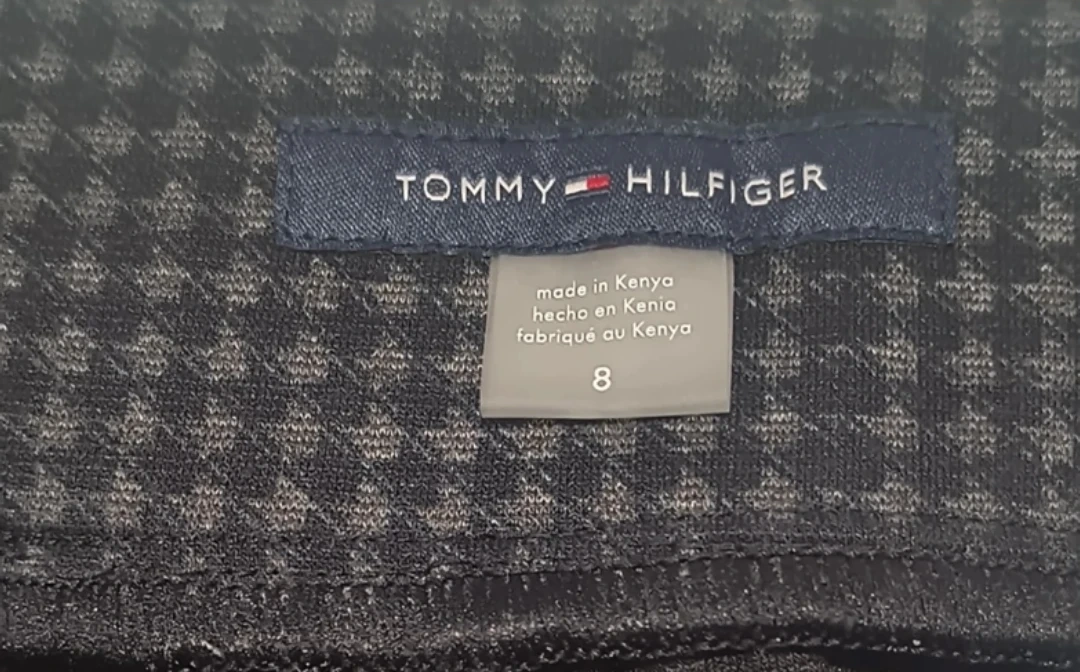 TOMMY HILFIGER
made in Kenya
hecho en Kenia
fabriqué au Kenya
8